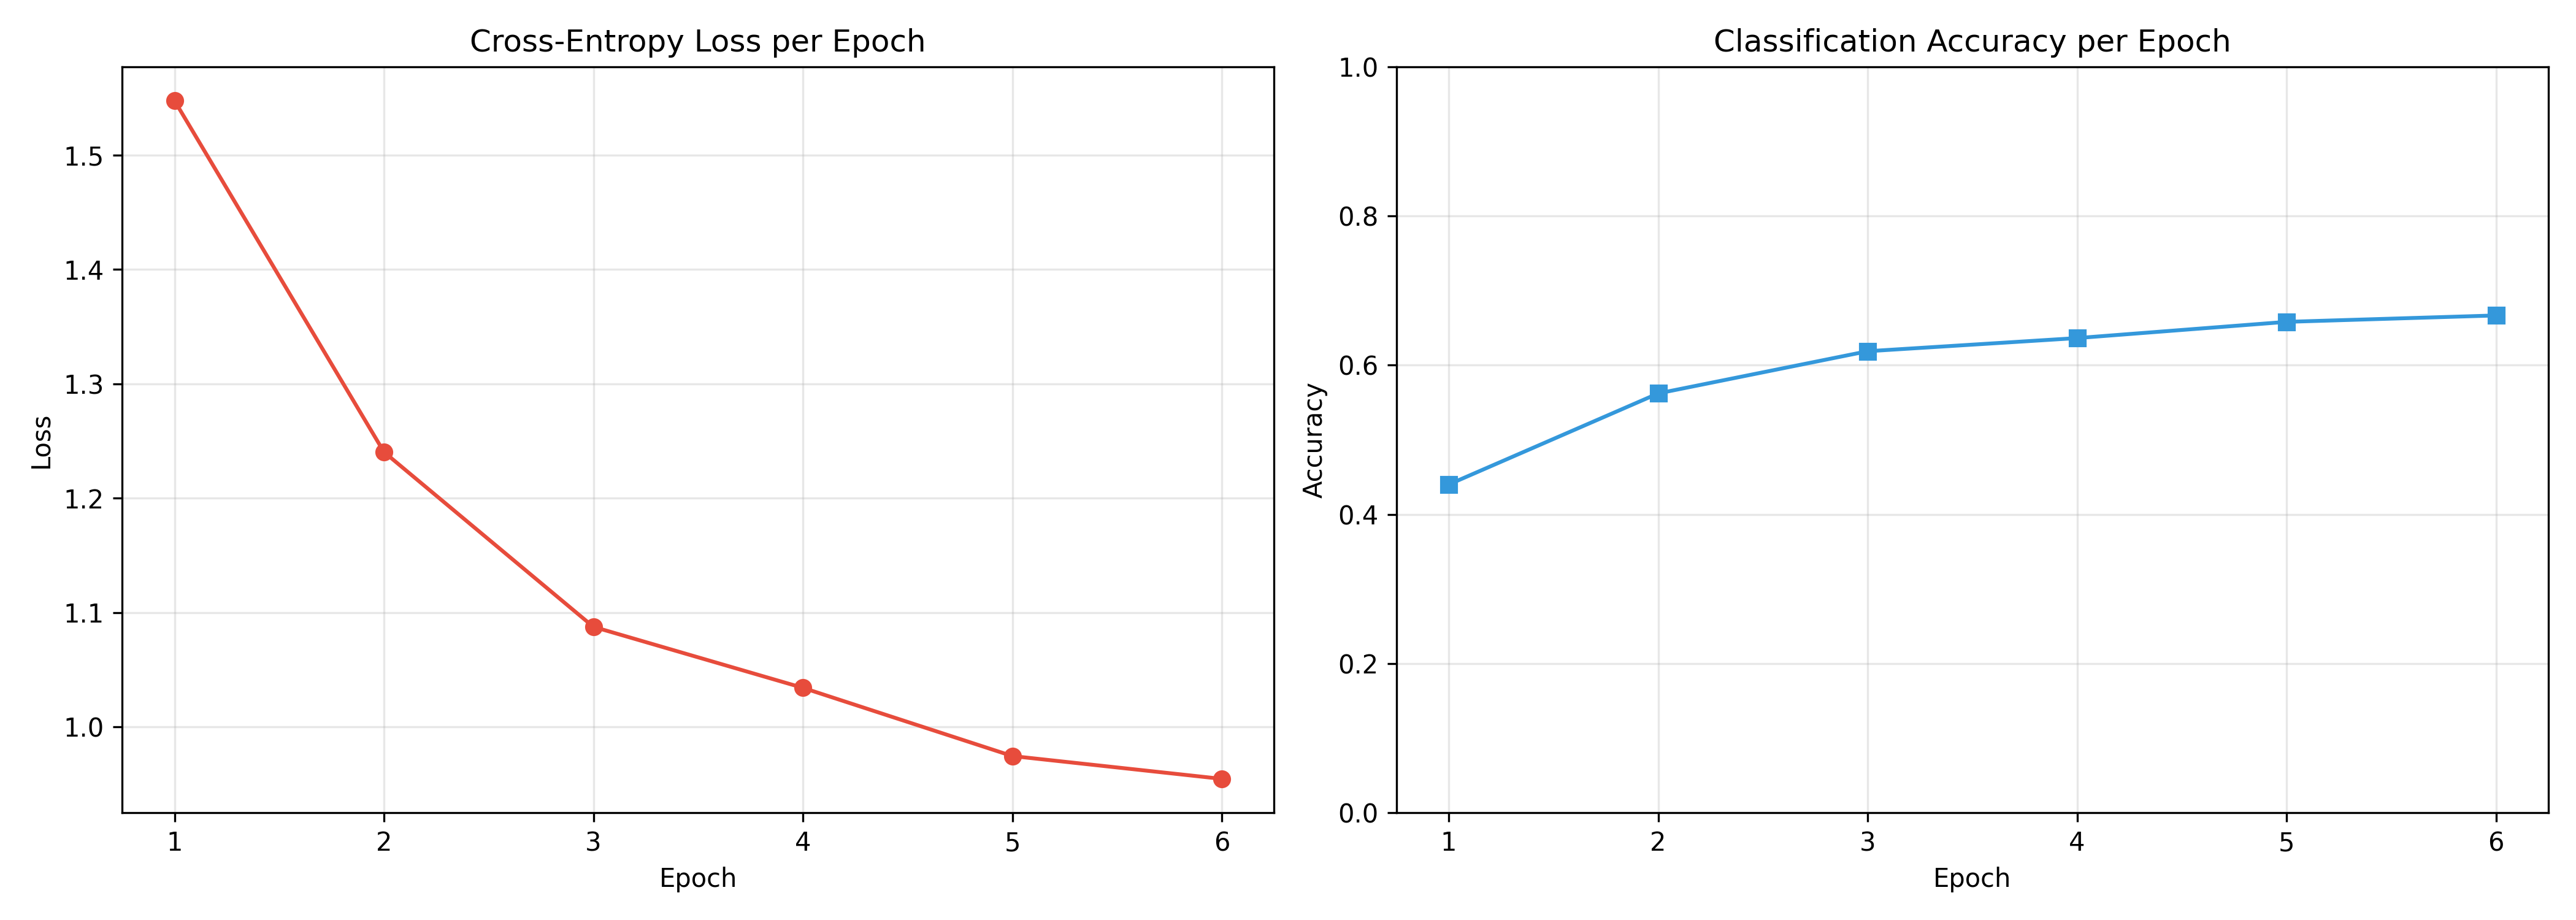 Cross-Entropy Loss per Epoch
1.5
1.4
1.3
1.2
1.1
1.0
Loss
1 2 3 4 5 6
Epoch
Classification Accuracy per Epoch
1.0
0.8
0.6
0.4
0.2
0.0
Accuracy
1 2 3 4 5 6
Epoch